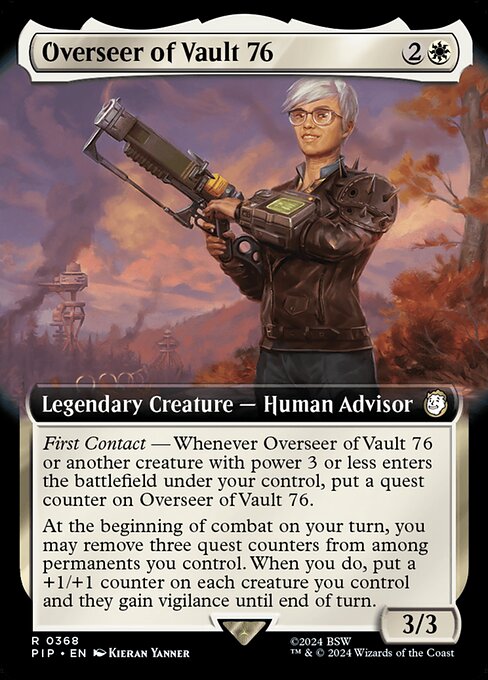 Overseer of Vault 76 2
Legendary Creature — Human Advisor
First Contact — Whenever Overseer of Vault 76
or another creature with power 3 or less enters
the battlefield under your control, put a quest
counter on Overseer of Vault 76.
At the beginning of combat on your turn, you
may remove three quest counters from among
permanents you control. When you do, put a
+1/+1 counter on each creature you control
and they gain vigilance until end of turn.
3/3
R 0368
PIP • EN Kieran Yanner
©2024 BSW
™ & © 2024 Wizards of the Coast